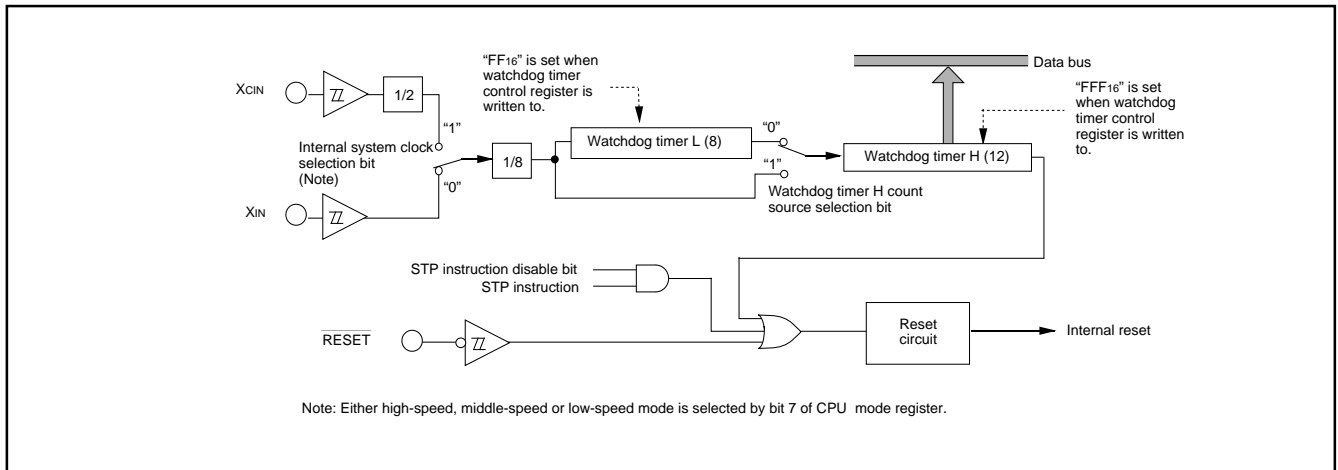 “FF16” is set when
watchdog timer
control register is
written to.
Data bus
“FFF16” is set
when watchdog
timer control
register is written
to.
XCIN
1/2
“1”
Internal system clock
selection bit
(Note)
“0”
1/8
Watchdog timer L (8)
“0”
“1”
Watchdog timer H (12)
Watchdog timer H count
source selection bit
XIN
STP instruction disable bit
STP instruction
RESET
Reset
circuit
Internal reset
Note: Either high-speed, middle-speed or low-speed mode is selected by bit 7 of CPU mode register.